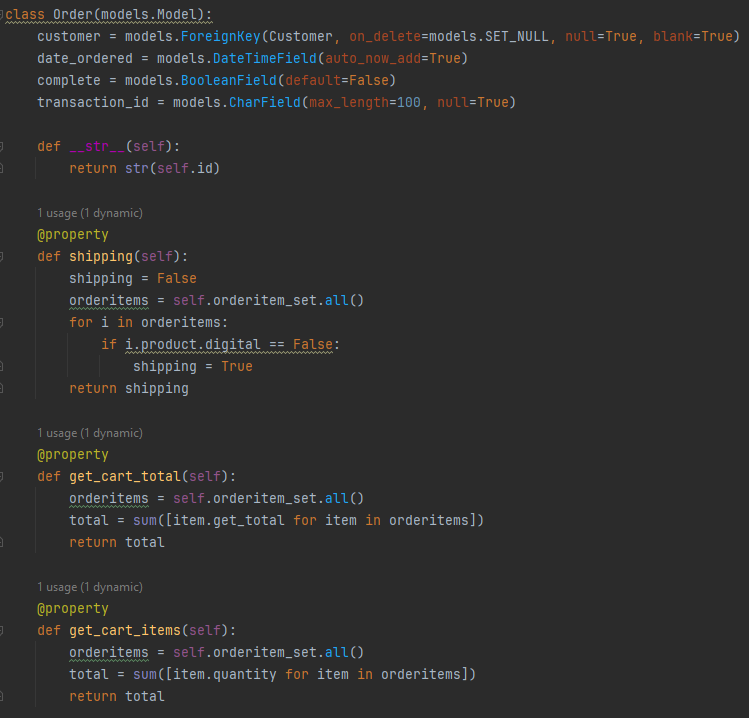 class Order(models.Model):
    customer = models.ForeignKey(Customer, on_delete=models.SET_NULL, null=True, blank=True)
    date_ordered = models.DateTimeField(auto_now_add=True)
    complete = models.BooleanField(default=False)
    transaction_id = models.CharField(max_length=100, null=True)

    def __str__(self):
        return str(self.id)

    1 usage (1 dynamic)
    @property
    def shipping(self):
        shipping = False
        orderitems = self.orderitem_set.all()
        for i in orderitems:
            if i.product.digital == False:
                shipping = True
        return shipping

    1 usage (1 dynamic)
    @property
    def get_cart_total(self):
        orderitems = self.orderitem_set.all()
        total = sum([item.get_total for item in orderitems])
        return total

    1 usage (1 dynamic)
    @property
    def get_cart_items(self):
        orderitems = self.orderitem_set.all()
        total = sum([item.quantity for item in orderitems])
        return total